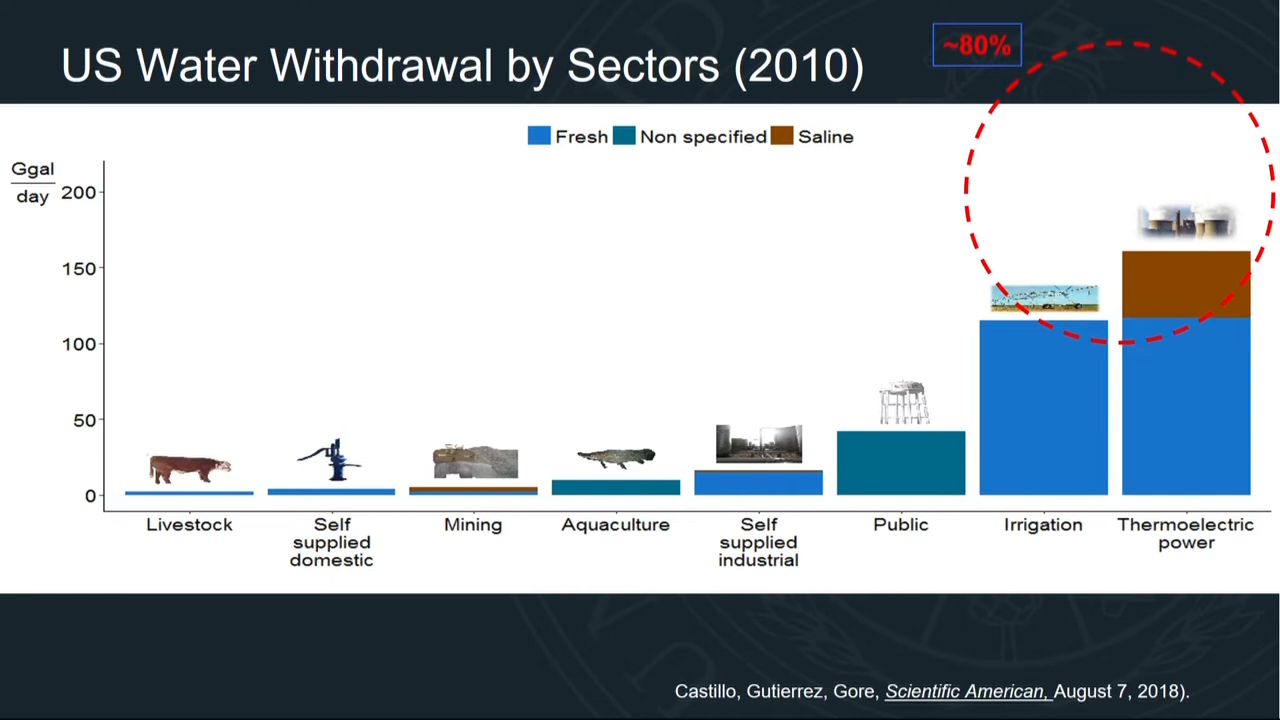 US Water Withdrawal by Sectors (2010)
~80%
Fresh Non specified Saline
Ggal
day
200
150
100
50
0
Livestock
Self
supplied
domestic
Mining
Aquaculture
Self
supplied
industrial
Public
Irrigation
Thermoelectric
power
Castillo, Gutierrez, Gore, Scientific American, August 7, 2018).